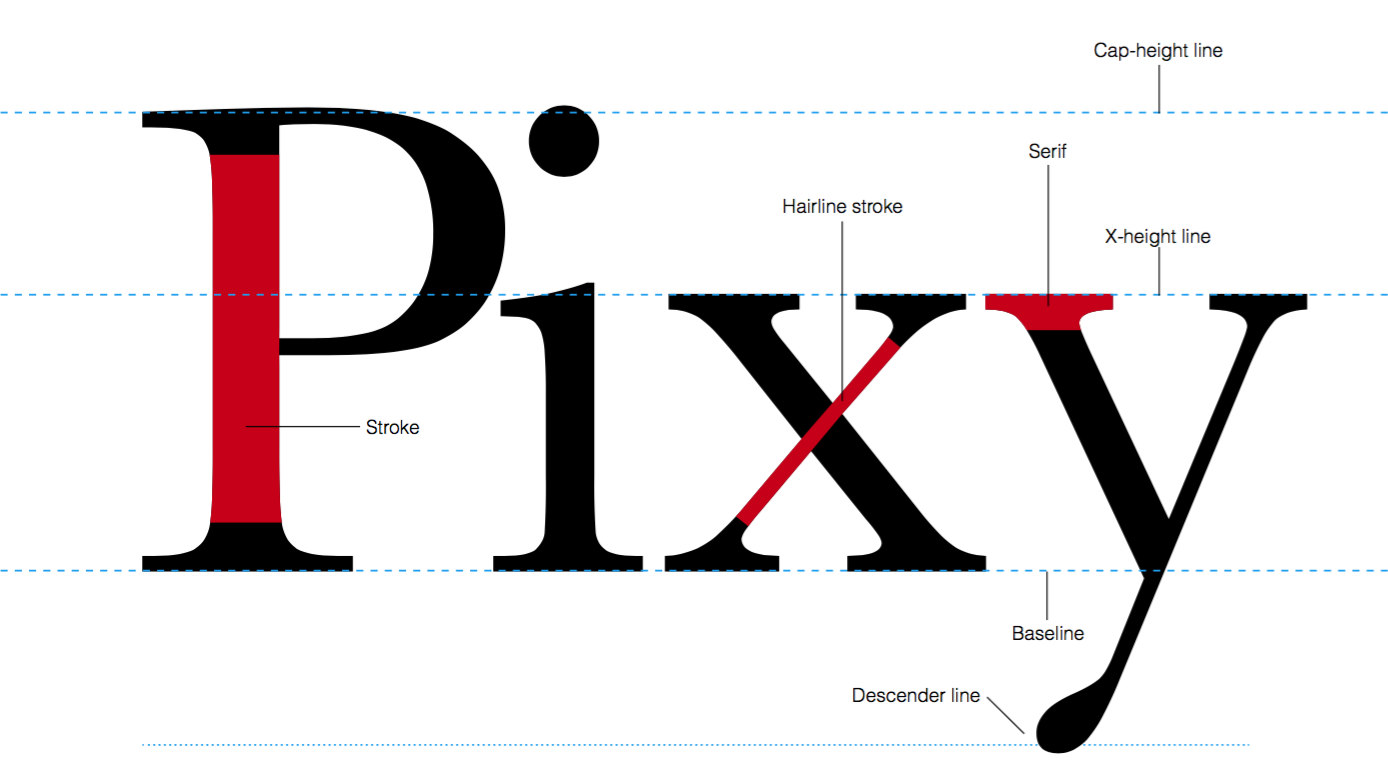 Cap-height line
Serif
Hairline stroke
X-height line
Pixy
Stroke
Baseline
Descender line